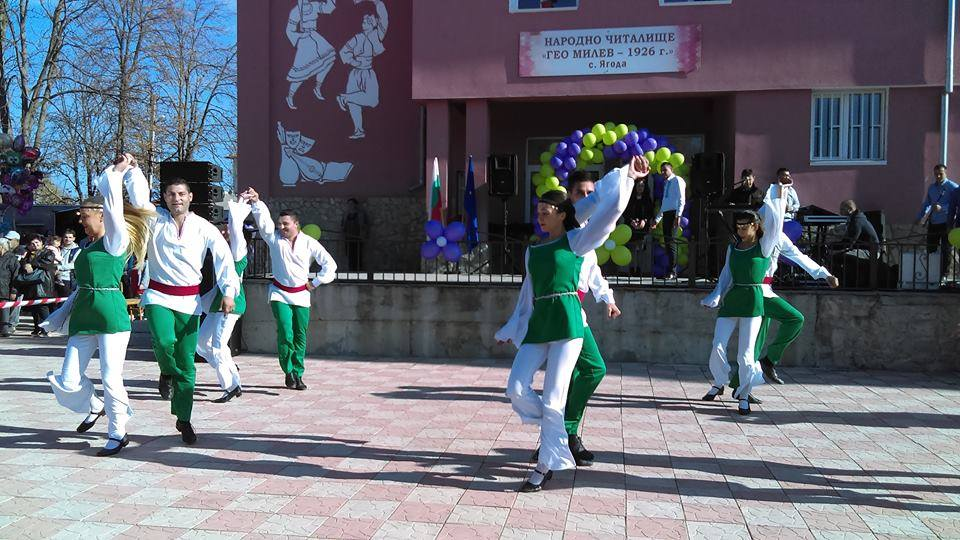 НАРОДНО ЧИТАЛИЩЕ
“ГЕО МИЛЕВ – 1926 г.”
с. Ягода